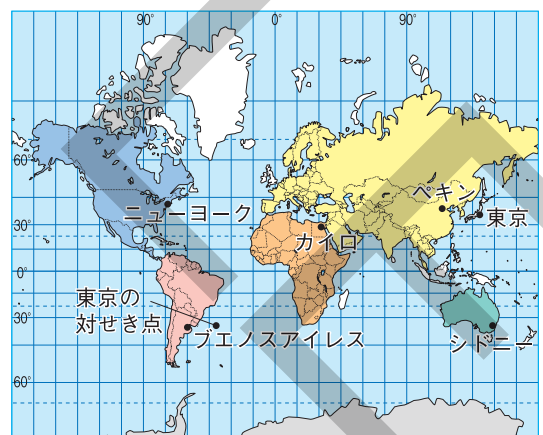 90°
0°
90°
60°
30°
0°
30°
60°
ニューヨーク
カイロ
ペキン
東京
東京の
対せき点
ブエノスアイレス
シドニー